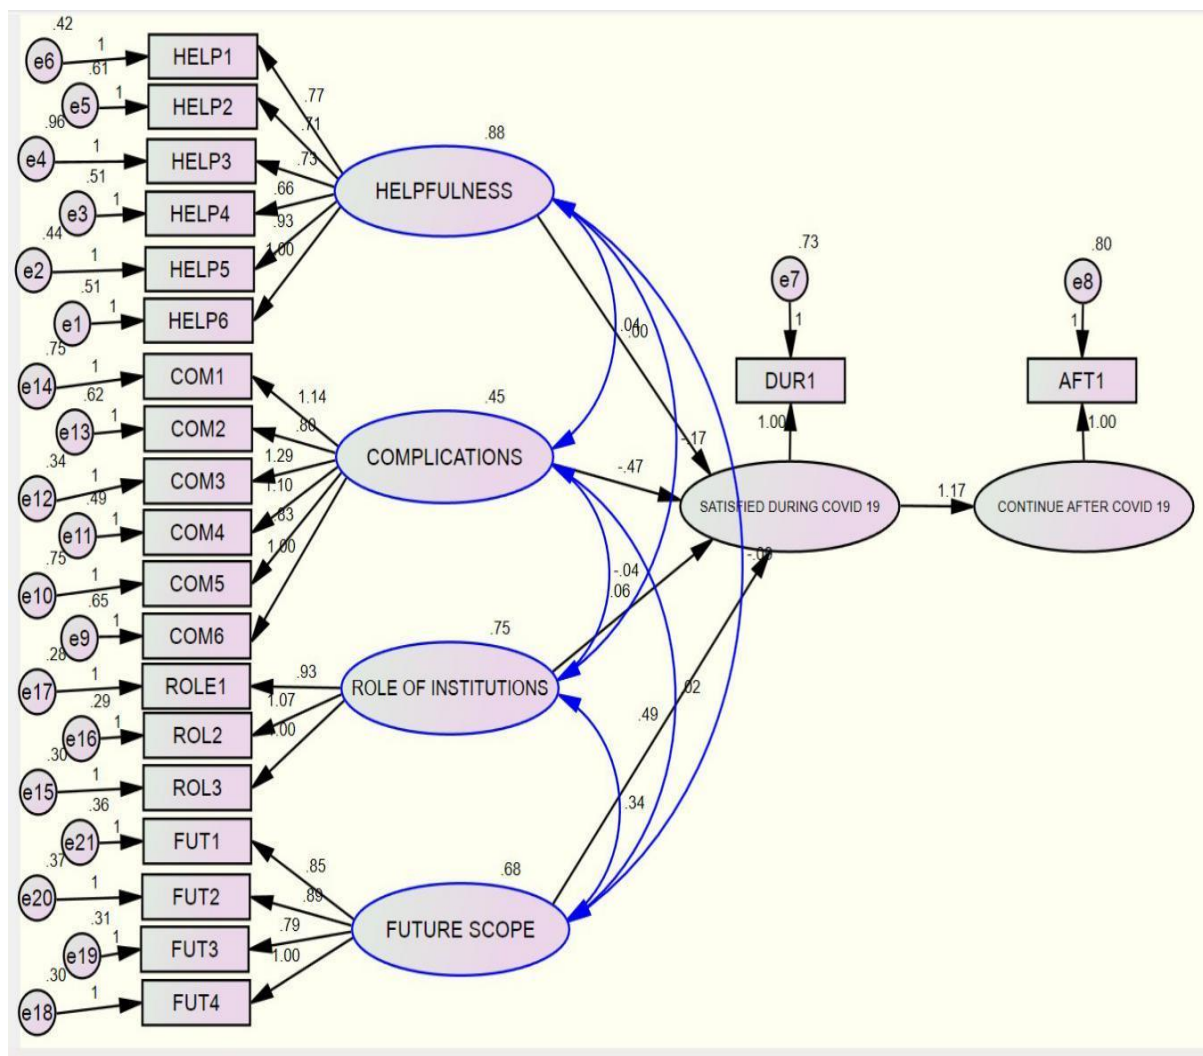 .42
e6
1
HELP1
.61
e5
1
HELP2
.96
e4
1
HELP3
.51
e3
1
HELP4
.44
e2
1
HELP5
.51
e1
1
HELP6
.75
e14
1
COM1
.62
e13
1
COM2
.34
e12
1
COM3
.49
e11
1
COM4
.75
e10
1
COM5
.65
e9
1
COM6
.28
e17
1
ROLE1
.29
e16
1
ROL2
.30
e15
1
ROL3
.36
e21
1
FUT1
.37
e20
1
FUT2
.31
e19
1
FUT3
.30
e18
1
FUT4
.77
.71
.73
.66
.93
1.00
.88
HELPFULNESS
1.14
.80
1.29
1.10
.83
1.00
.45
COMPLICATIONS
.93
1.07
1.00
.75
ROLE OF INSTITUTIONS
.85
.89
.79
1.00
.68
FUTURE SCOPE
.04
.00
-.17
-.47
-.04
.06
-.09
.02
.49
.34
.73
e7
1
DUR1
1.00
SATISFIED DURING COVID 19
1.17
.80
e8
1
AFT1
1.00
CONTINUE AFTER COVID 19